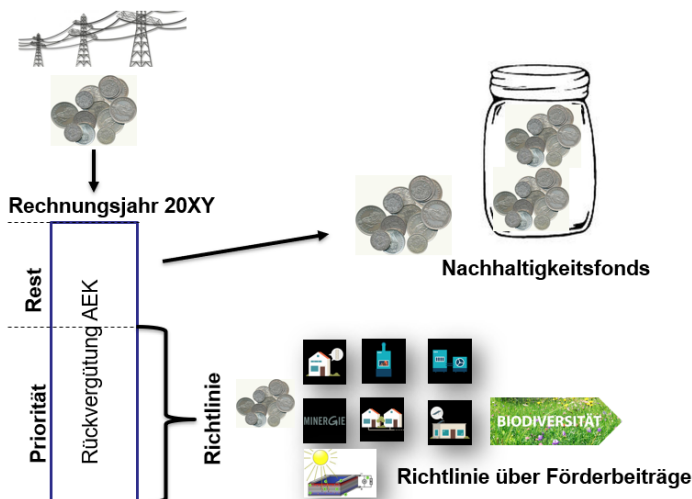 Rechnungsjahr 20XY
Nachhaltigkeitsfonds
Rest
Priorität
Rückvergütung AEK
Richtlinie
MINERGIE
BIODIVERSITÄT
Richtlinie über Förderbeiträge